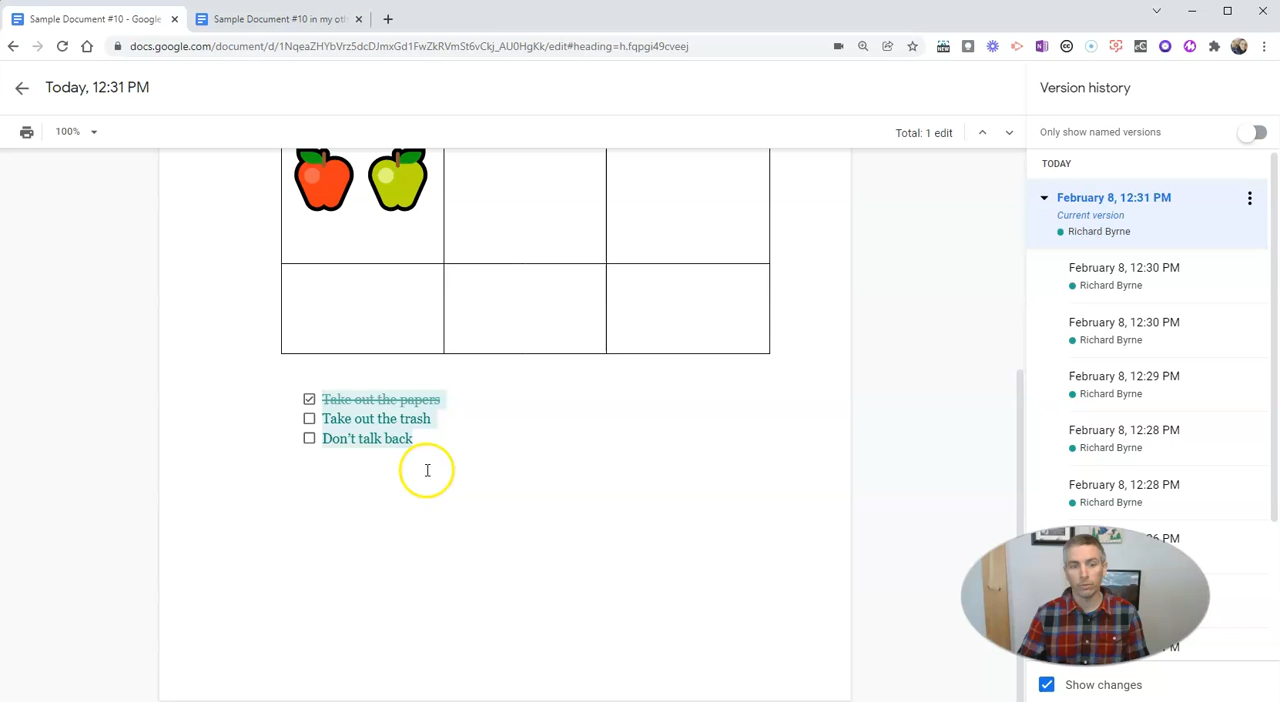 Sample Document #10 - Google
Sample Document #10 in my oth
docs.google.com/document/d/1NqeaZHYbVrz5dcDJmxGd1FwZkRVmSt6vCkj_AU0HgKk/edit#heading=h.fqpgi49cveej
Today, 12:31 PM
Version history
100%
Total: 1 edit
Only show named versions
TODAY
February 8, 12:31 PM
Current version
Richard Byrne
February 8, 12:30 PM
Richard Byrne
February 8, 12:30 PM
Richard Byrne
February 8, 12:29 PM
Richard Byrne
February 8, 12:28 PM
Richard Byrne
February 8, 12:28 PM
Richard Byrne
Take out the papers
Take out the trash
Don't talk back
Show changes